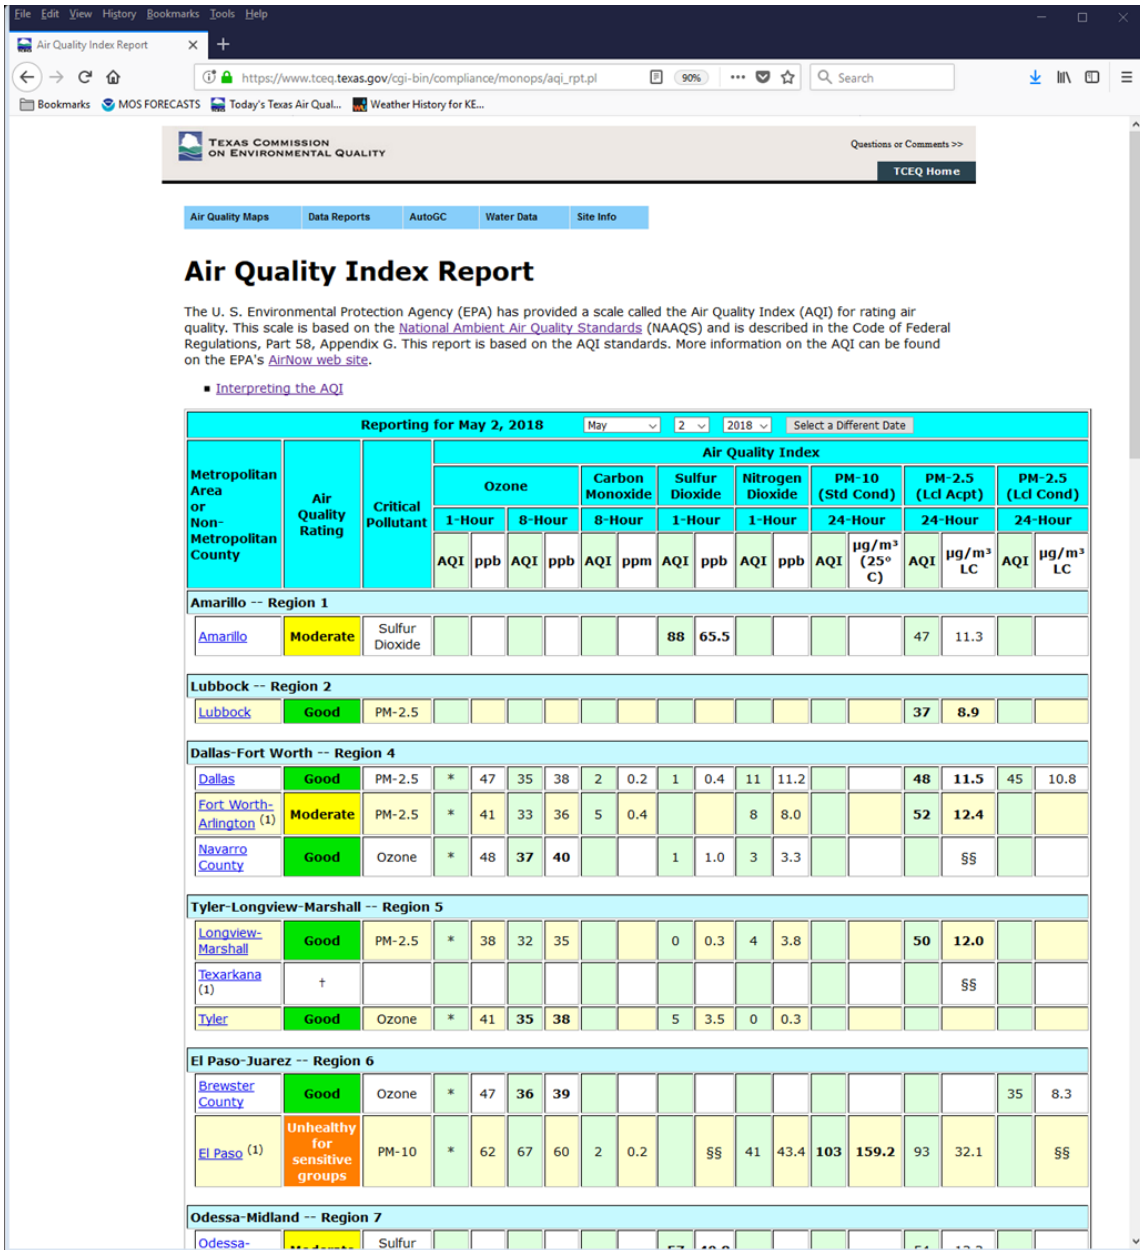 File Edit View History Bookmarks Tools Help
Air Quality Index Report
https://www.tceq.texas.gov/cgi-bin/compliance/monops/aqi_rpt.pl 90% Search
Bookmarks MOS FORECASTS Today's Texas Air Qual... Weather History for KE...
TEXAS COMMISSION
ON ENVIRONMENTAL QUALITY
Questions or Comments >>
TCEQ Home
Air Quality Maps Data Reports AutoGC Water Data Site Info
Air Quality Index Report
The U. S. Environmental Protection Agency (EPA) has provided a scale called the Air Quality Index (AQI) for rating air
quality. This scale is based on the National Ambient Air Quality Standards (NAAQS) and is described in the Code of Federal
Regulations, Part 58, Appendix G. This report is based on the AQI standards. More information on the AQI can be found
on the EPA's AirNow web site.
Interpreting the AQI
Reporting for May 2, 2018 May 2 2018 Select a Different Date
Metropolitan
Area
or
Non-
Metropolitan
County
Air
Quality
Rating
Critical
Pollutant
Air Quality Index
Ozone
Carbon
Monoxide
Sulfur
Dioxide
Nitrogen
Dioxide
PM-10
(Std Cond)
PM-2.5
(Lcl Acpt)
PM-2.5
(Lcl Cond)
1-Hour 8-Hour 8-Hour 1-Hour 1-Hour 24-Hour 24-Hour 24-Hour
AQI ppb AQI ppb AQI ppm AQI ppb AQI ppb AQI µg/m³ (25° C) AQI µg/m³ LC AQI µg/m³ LC
Amarillo -- Region 1
Amarillo Moderate Sulfur Dioxide 88 65.5 47 11.3
Lubbock -- Region 2
Lubbock Good PM-2.5 37 8.9
Dallas-Fort Worth -- Region 4
Dallas Good PM-2.5 * 47 35 38 2 0.2 1 0.4 11 11.2 48 11.5 45 10.8
Fort Worth-Arlington (1) Moderate PM-2.5 * 41 33 36 5 0.4 8 8.0 52 12.4
Navarro County Good Ozone * 48 37 40 1 1.0 3 3.3 §§
Tyler-Longview-Marshall -- Region 5
Longview-Marshall Good PM-2.5 * 38 32 35 0 0.3 4 3.8 50 12.0
Texarkana (1) † §§
Tyler Good Ozone * 41 35 38 5 3.5 0 0.3
El Paso-Juarez -- Region 6
Brewster County Good Ozone * 47 36 39 35 8.3
El Paso (1) Unhealthy for sensitive groups PM-10 * 62 67 60 2 0.2 §§ 41 43.4 103 159.2 93 32.1 §§
Odessa-Midland -- Region 7
Odessa- Moderate Sulfur